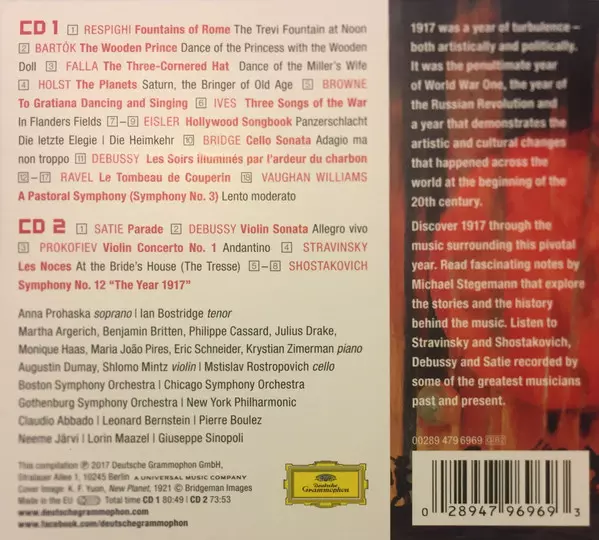 CD 1 1 RESPIGHI Fountains of Rome The Trevi Fountain at Noon
2 BARTÓK The Wooden Prince Dance of the Princess with the Wooden
Doll 3 FALLA The Three-Cornered Hat Dance of the Miller's Wife
4 HOLST The Planets Saturn, the Bringer of Old Age 5 BROWNE
To Gratiana Dancing and Singing 6 IVES Three Songs of the War
In Flanders Fields 7–9 EISLER Hollywood Songbook Panzerschlacht
Die letzte Elegie | Die Heimkehr 10 BRIDGE Cello Sonata Adagio ma
non troppo 11 DEBUSSY Les Soirs illuminés par l'ardeur du charbon
12–17 RAVEL Le Tombeau de Couperin 18 VAUGHAN WILLIAMS
A Pastoral Symphony (Symphony No. 3) Lento moderato
CD 2 1 SATIE Parade 2 DEBUSSY Violin Sonata Allegro vivo
3 PROKOFIEV Violin Concerto No. 1 Andantino 4 STRAVINSKY
Les Noces At the Bride's House (The Tresse) 5–8 SHOSTAKOVICH
Symphony No. 12 "The Year 1917"
Anna Prohaska soprano | Ian Bostridge tenor
Martha Argerich, Benjamin Britten, Philippe Cassard, Julius Drake,
Monique Haas, Maria João Pires, Eric Schneider, Krystian Zimerman piano
Augustin Dumay, Shlomo Mintz violin | Mstislav Rostropovich cello
Boston Symphony Orchestra | Chicago Symphony Orchestra
Gothenburg Symphony Orchestra | New York Philharmonic
Claudio Abbado | Leonard Bernstein | Pierre Boulez
Neeme Järvi | Lorin Maazel | Giuseppe Sinopoli
This compilation ℗ 2017 Deutsche Grammophon GmbH,
Stralauer Allee 1, 10245 Berlin A UNIVERSAL MUSIC COMPANY
Cover Image: K. F. Yuon, New Planet, 1921 © Bridgeman Images
Made in the EU Total time CD 1 80:49 | CD 2 73:53
www.deutschegrammophon.com
www.facebook.com/deutschegrammophon
Deutsche
Grammophon
1917 was a year of turbulence –
both artistically and politically.
It was the penultimate year
of World War One, the year of
the Russian Revolution and
a year that demonstrates the
artistic and cultural changes
that happened across the
world at the beginning of the
20th century.
Discover 1917 through the
music surrounding this pivotal
year. Read fascinating notes by
Michael Stegemann that explore
the stories and the history
behind the music. Listen to
Stravinsky and Shostakovich,
Debussy and Satie recorded by
some of the greatest musicians
past and present.
00289 479 6969
0 28947 96969 3